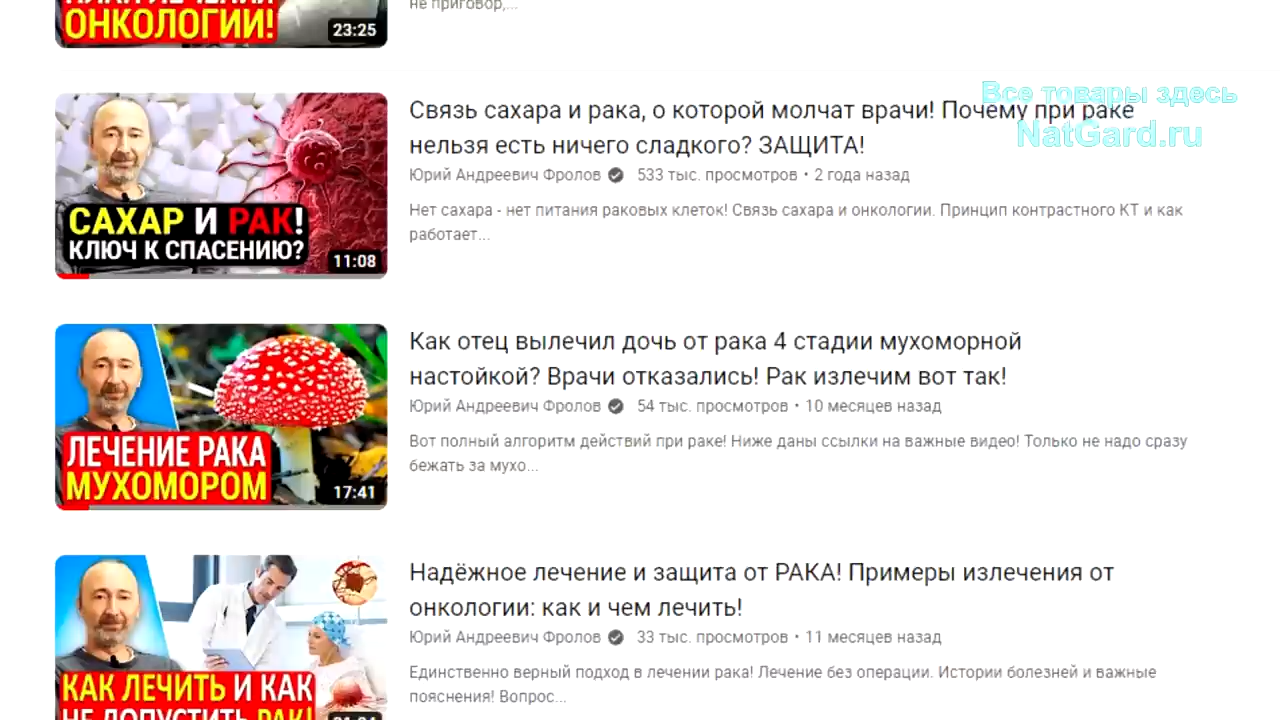 ОНКОЛОГИИ!
23:25
не приговор,...
Все товары здесь
NatGard.ru
Связь сахара и рака, о которой молчат врачи! Почему при раке
нельзя есть ничего сладкого? ЗАЩИТА!
Юрий Андреевич Фролов 533 тыс. просмотров • 2 года назад
Нет сахара - нет питания раковых клеток! Связь сахара и онкологии. Принцип контрастного КТ и как
работает...
САХАР И РАК!
КЛЮЧ К СПАСЕНИЮ?
11:08
Как отец вылечил дочь от рака 4 стадии мухоморной
настойкой? Врачи отказались! Рак излечим вот так!
Юрий Андреевич Фролов 54 тыс. просмотров • 10 месяцев назад
Вот полный алгоритм действий при раке! Ниже даны ссылки на важные видео! Только не надо сразу
бежать за мухо...
ЛЕЧЕНИЕ РАКА
МУХОМОРОМ
17:41
Надёжное лечение и защита от РАКА! Примеры излечения от
онкологии: как и чем лечить!
Юрий Андреевич Фролов 33 тыс. просмотров • 11 месяцев назад
Единственно верный подход в лечении рака! Лечение без операции. Истории болезней и важные
пояснения! Вопрос...
КАК ЛЕЧИТЬ И КАК
НЕ ДОПУСТИТЬ РАК!